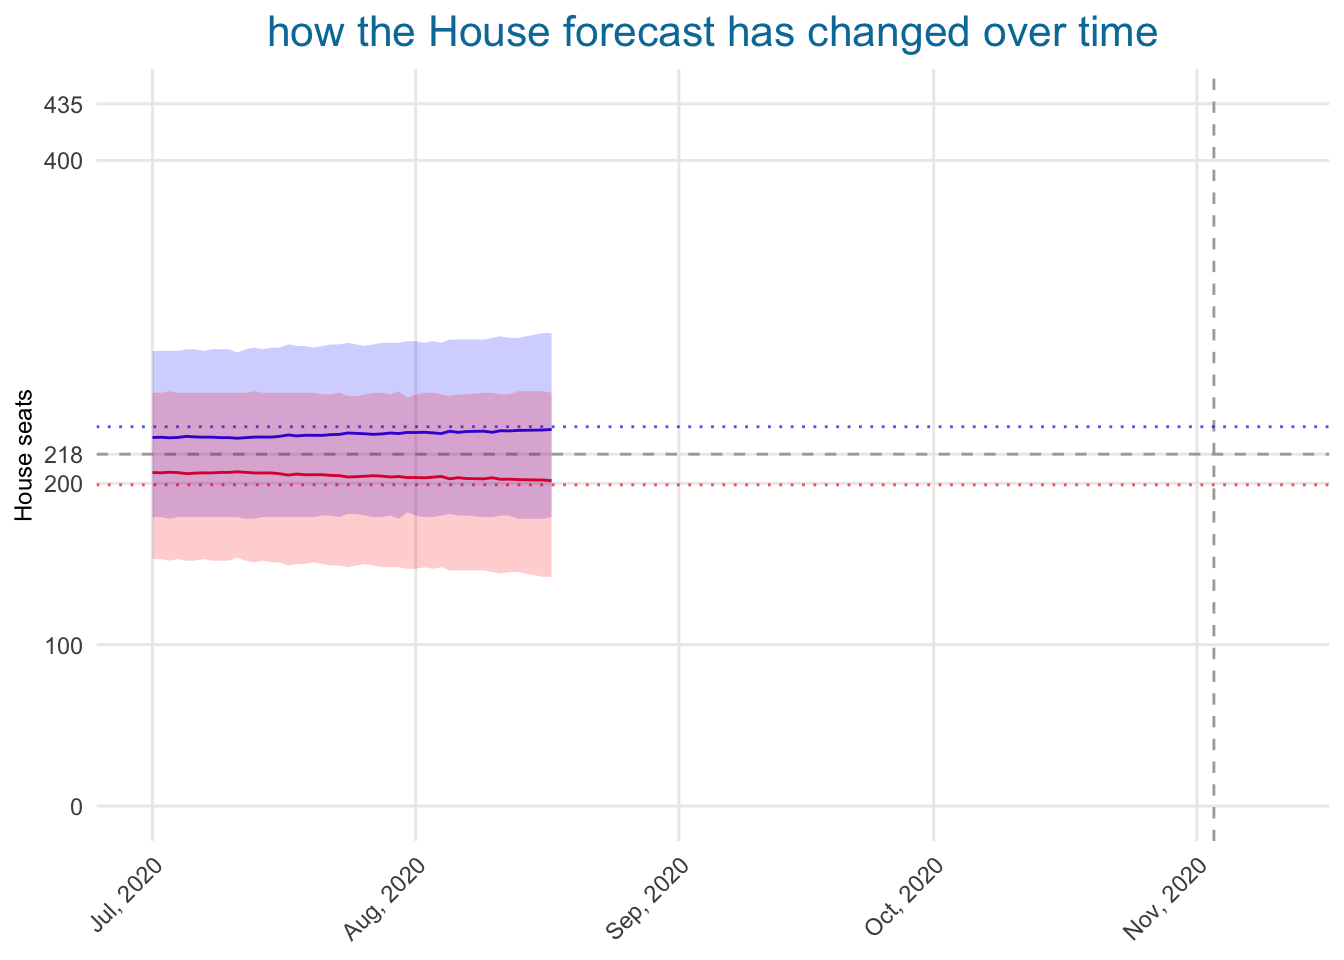 how the House forecast has changed over time
435
400
218
200
100
0
House seats
Jul, 2020
Aug, 2020
Sep, 2020
Oct, 2020
Nov, 2020